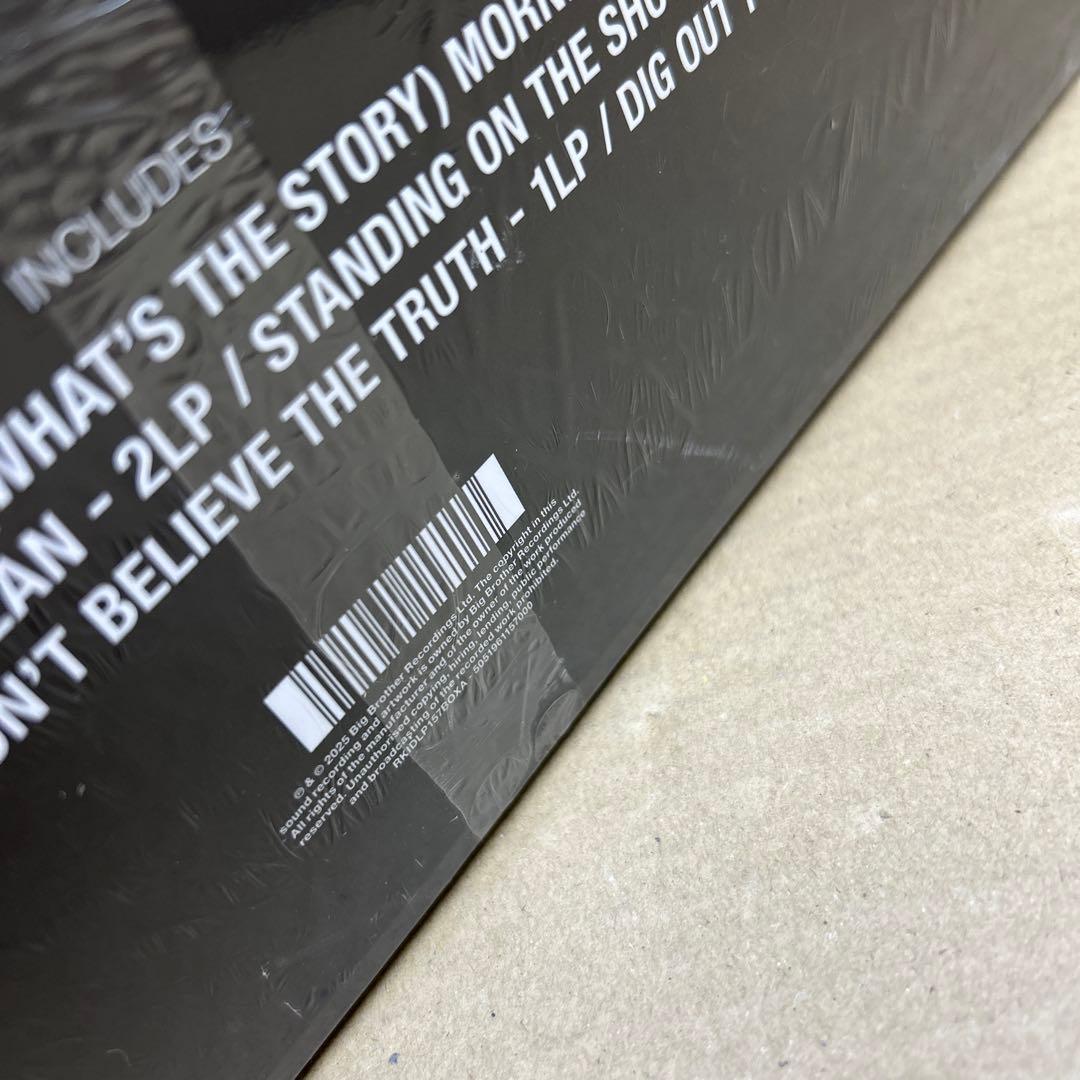 INCLUDES
WHAT'S THE STORY)
- 2LP / STANDING ON THE
BELIEVE THE TRUTH - 1LP / DIG OUT
℗ & © 2025 Big Brother Recordings Ltd. The copyright in this
sound recording and artwork is owned by Big Brother Recordings Ltd.
All rights of the manufacturer and of the owner of the work produced
reserved. Unauthorised copying, hiring, lending, public performance
and broadcasting of the recorded work prohibited.
RKIDLP157BOXA - 5051961157000